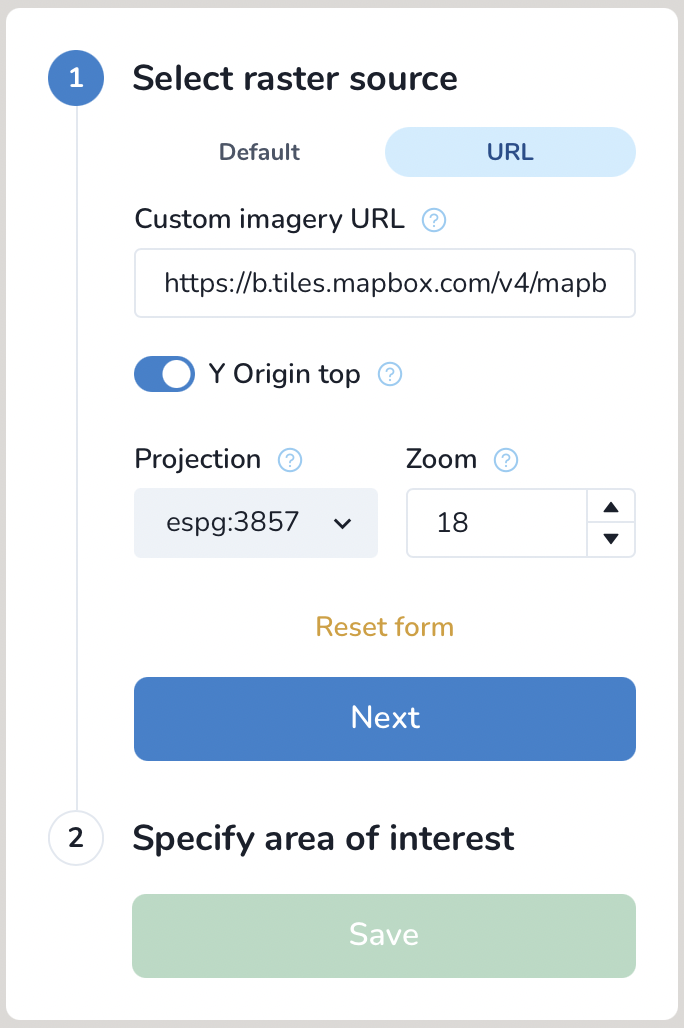 1 Select raster source
Default URL
Custom imagery URL ?
https://b.tiles.mapbox.com/v4/mapb
Y Origin top ?
Projection ? Zoom ?
espg:3857 18
Reset form
Next
2 Specify area of interest
Save